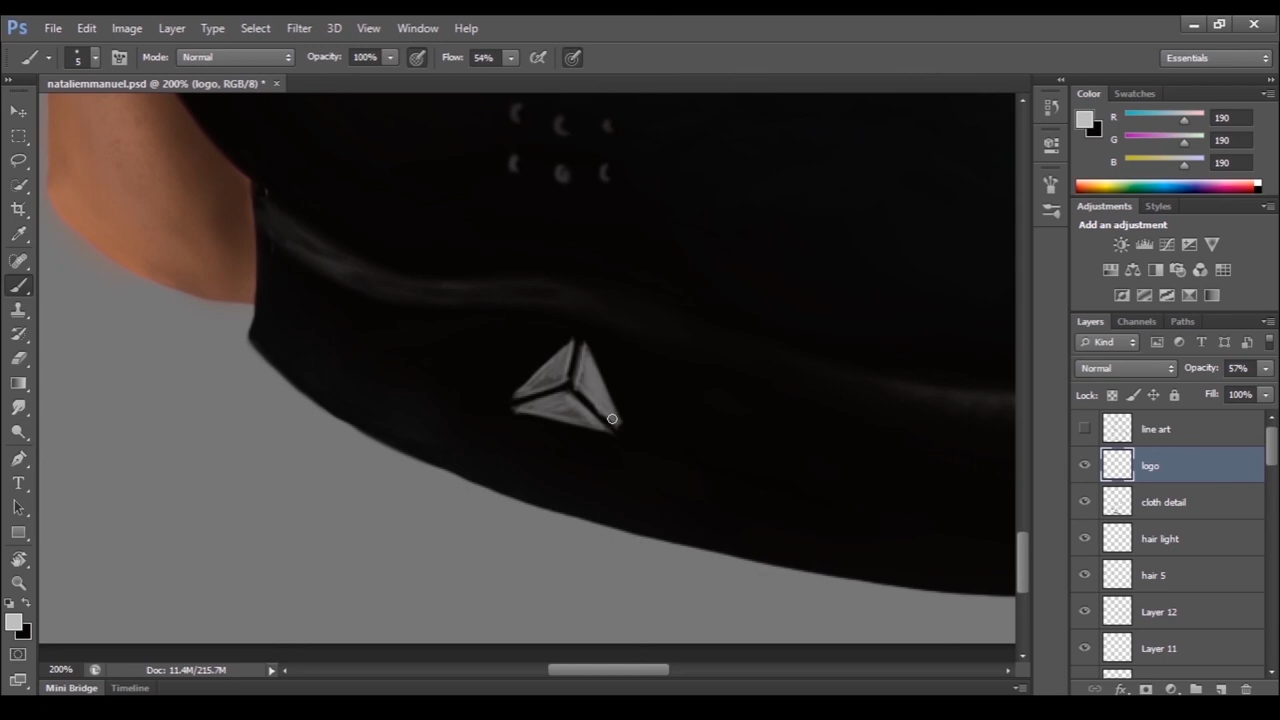 Ps File Edit Image Layer Type Select Filter 3D View Window Help
5 Mode: Normal Opacity: 100% Flow: 54% Essentials
nataliemmanuel.psd @ 200% (logo, RGB/8) * ×
Color Swatches
R 190
G 190
B 190
Adjustments Styles
Add an adjustment
Layers Channels Paths
Kind
Normal Opacity: 57%
Lock: Fill: 100%
line art
logo
cloth detail
hair light
hair 5
Layer 12
Layer 11
200% Doc: 11.4M/215.7M
Mini Bridge Timeline